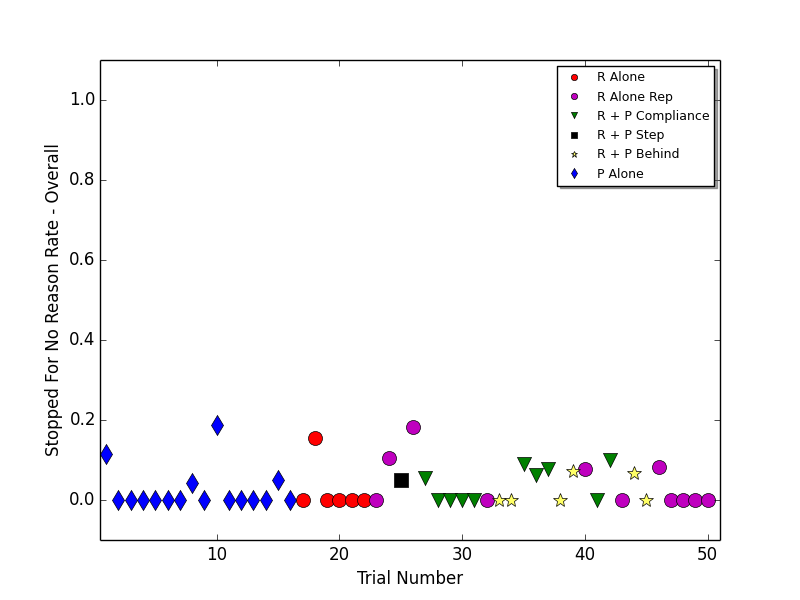 R Alone
R Alone Rep
R + P Compliance
R + P Step
R + P Behind
P Alone
1.0
0.8
0.6
0.4
0.2
0.0
Stopped For No Reason Rate - Overall
10 20 30 40 50
Trial Number